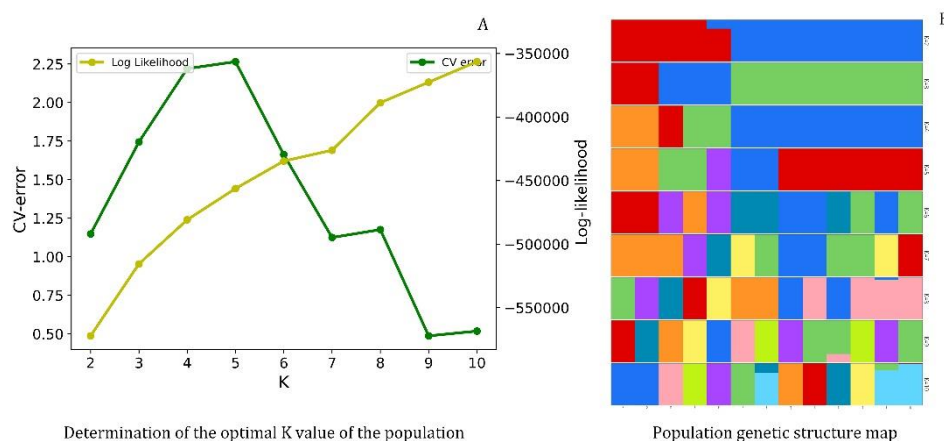 A
Log Likelihood
CV error
2.25
2.00
1.75
1.50
1.25
1.00
0.75
0.50
CV-error
2 3 4 5 6 7 8 9 10
K
−350000
−400000
−450000
−500000
−550000
Log-likelihood
Determination of the optimal K value of the population
Population genetic structure map